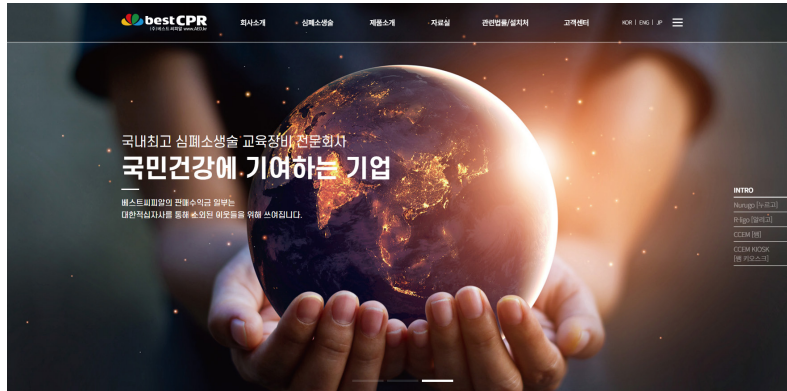 bestCPR
(주)베스트 씨피알 www.AED.kr
회사소개
심폐소생술
제품소개
자료실
관련법률/설치처
고객센터
KOR | ENG | JP
국내최고 심폐소생술 교육장비 전문회사
국민건강에 기여하는 기업
베스트씨피알의 판매수익금 일부는
대한적십자사를 통해 소외된 이웃들을 위해 쓰여집니다.
INTRO
Nurugo [누르고]
[알려고]
CCEM [쎔]
CCEM KIOSK
[쎔 키오스크]